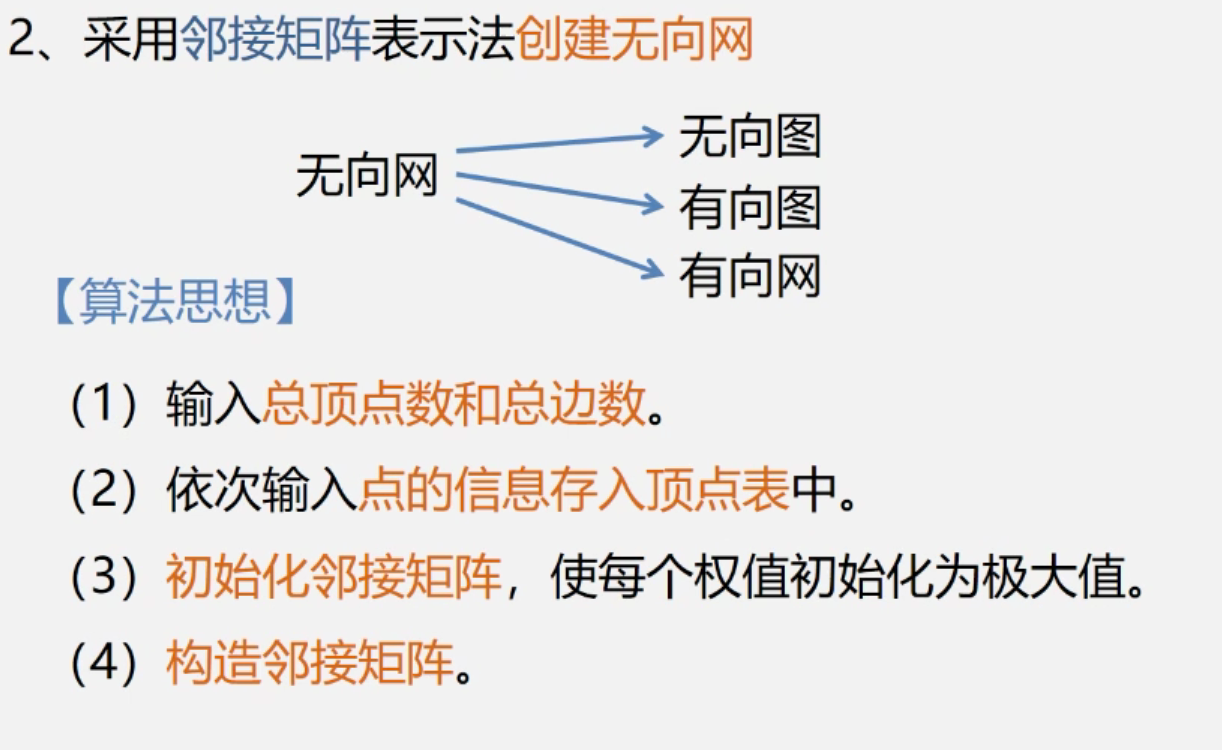 2、采用邻接矩阵表示法创建无向网
无向图
无向网
有向图
有向网
【算法思想】
（1）输入总顶点数和总边数。
（2）依次输入点的信息存入顶点表中。
（3）初始化邻接矩阵，使每个权值初始化为极大值。
（4）构造邻接矩阵。